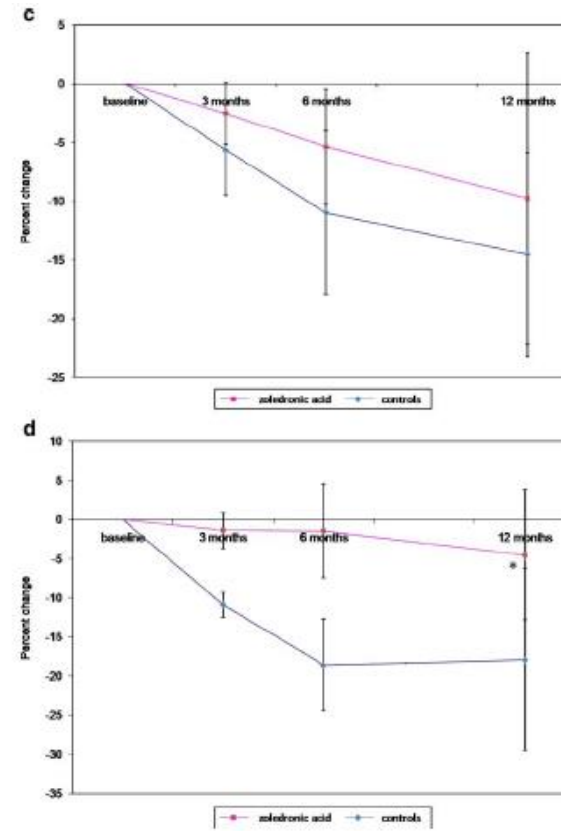 c
5
0
baseline 3 months 6 months 12 months
-5
-10
-15
-20
-25
Percent change
zoledronic acid controls
d
10
5
0
baseline 3 months 6 months 12 months
-5
*
-10
-15
-20
-25
-30
-35
Percent change
zoledronic acid controls